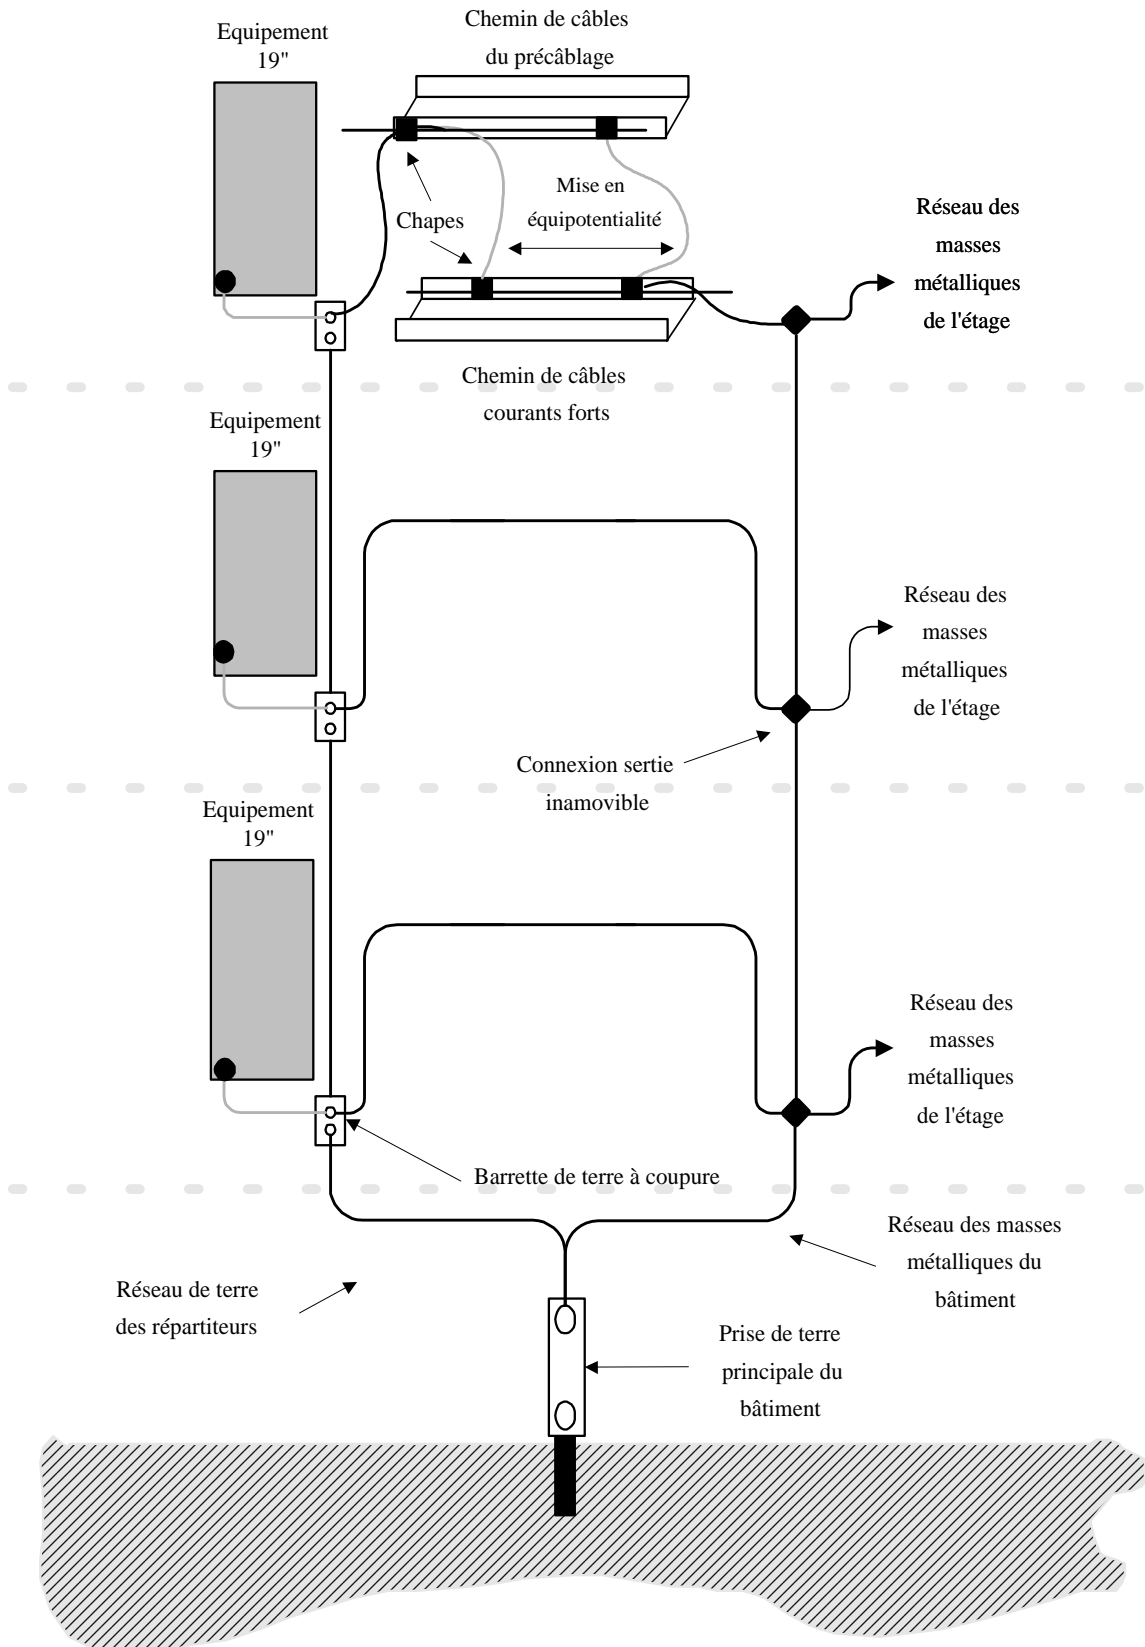 Chemin de câbles
du précâblage
Equipement
19"
Mise en
équipotentialité
Chapes
Réseau des
masses
métalliques
de l'étage
Chemin de câbles
courants forts
Equipement
19"
Réseau des
masses
métalliques
de l'étage
Connexion sertie
inamovible
Equipement
19"
Réseau des
masses
métalliques
de l'étage
Barrette de terre à coupure
Réseau des masses
métalliques du
bâtiment
Réseau de terre
des répartiteurs
Prise de terre
principale du
bâtiment